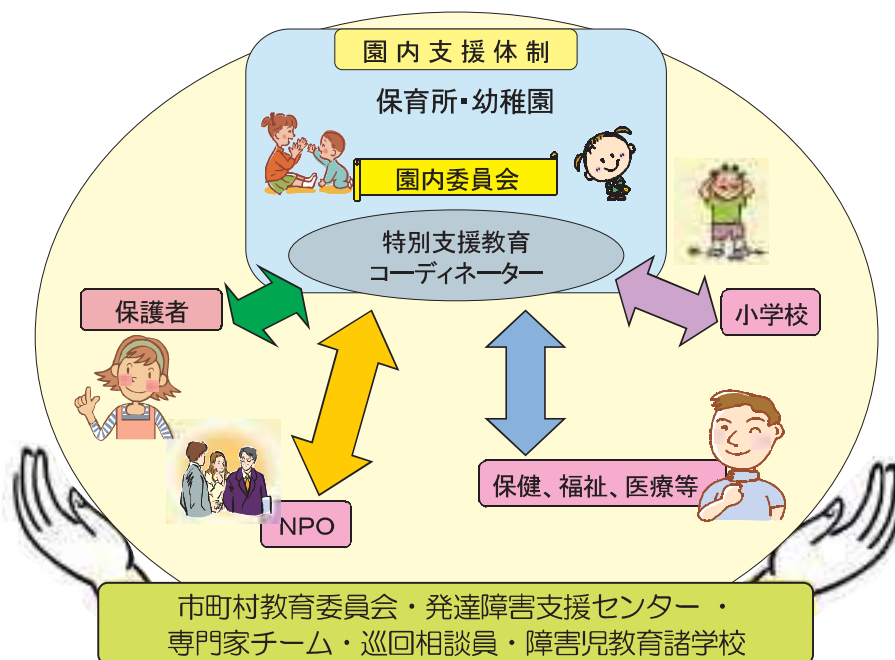 園内支援体制
保育所・幼稚園
園内委員会
特別支援教育
コーディネーター
保護者
小学校
保健、福祉、医療等
NPO
市町村教育委員会・発達障害支援センター・
専門家チーム・巡回相談員・障害児教育諸学校